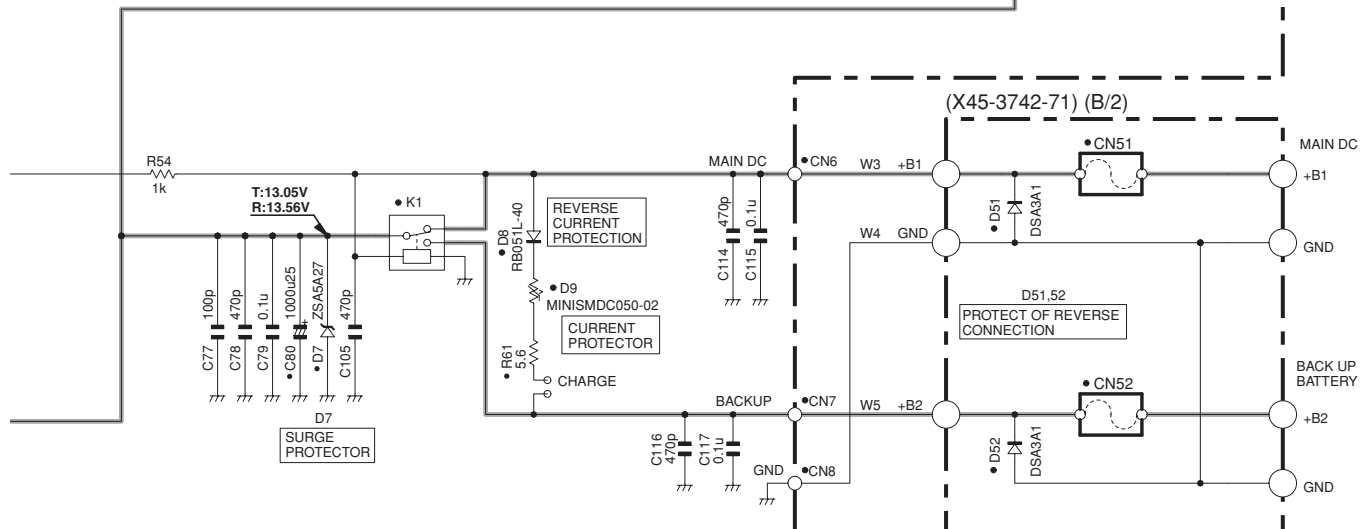 (X45-3742-71) (B/2)
R54
1k
T:13.05V
R:13.56V
● K1
MAIN DC
●CN6
W3
+B1
● CN51
MAIN DC
+B1
●D8
RB051L-40
REVERSE
CURRENT
PROTECTION
C114
470p
C115
0.1u
●D51
DSA3A1
W4
GND
GND
C77
100p
C78
470p
C79
0.1u
●C80
1000u25
+
●D7
ZSA5A27
C105
470p
● D9
MINISMDC050-02
CURRENT
PROTECTOR
●R61
5.6
CHARGE
D51,52
PROTECT OF REVERSE
CONNECTION
BACK UP
BATTERY
BACKUP
●CN7
W5
+B2
● CN52
+B2
D7
SURGE
PROTECTOR
C116
470p
C117
0.1u
GND
●CN8
●D52
DSA3A1
GND